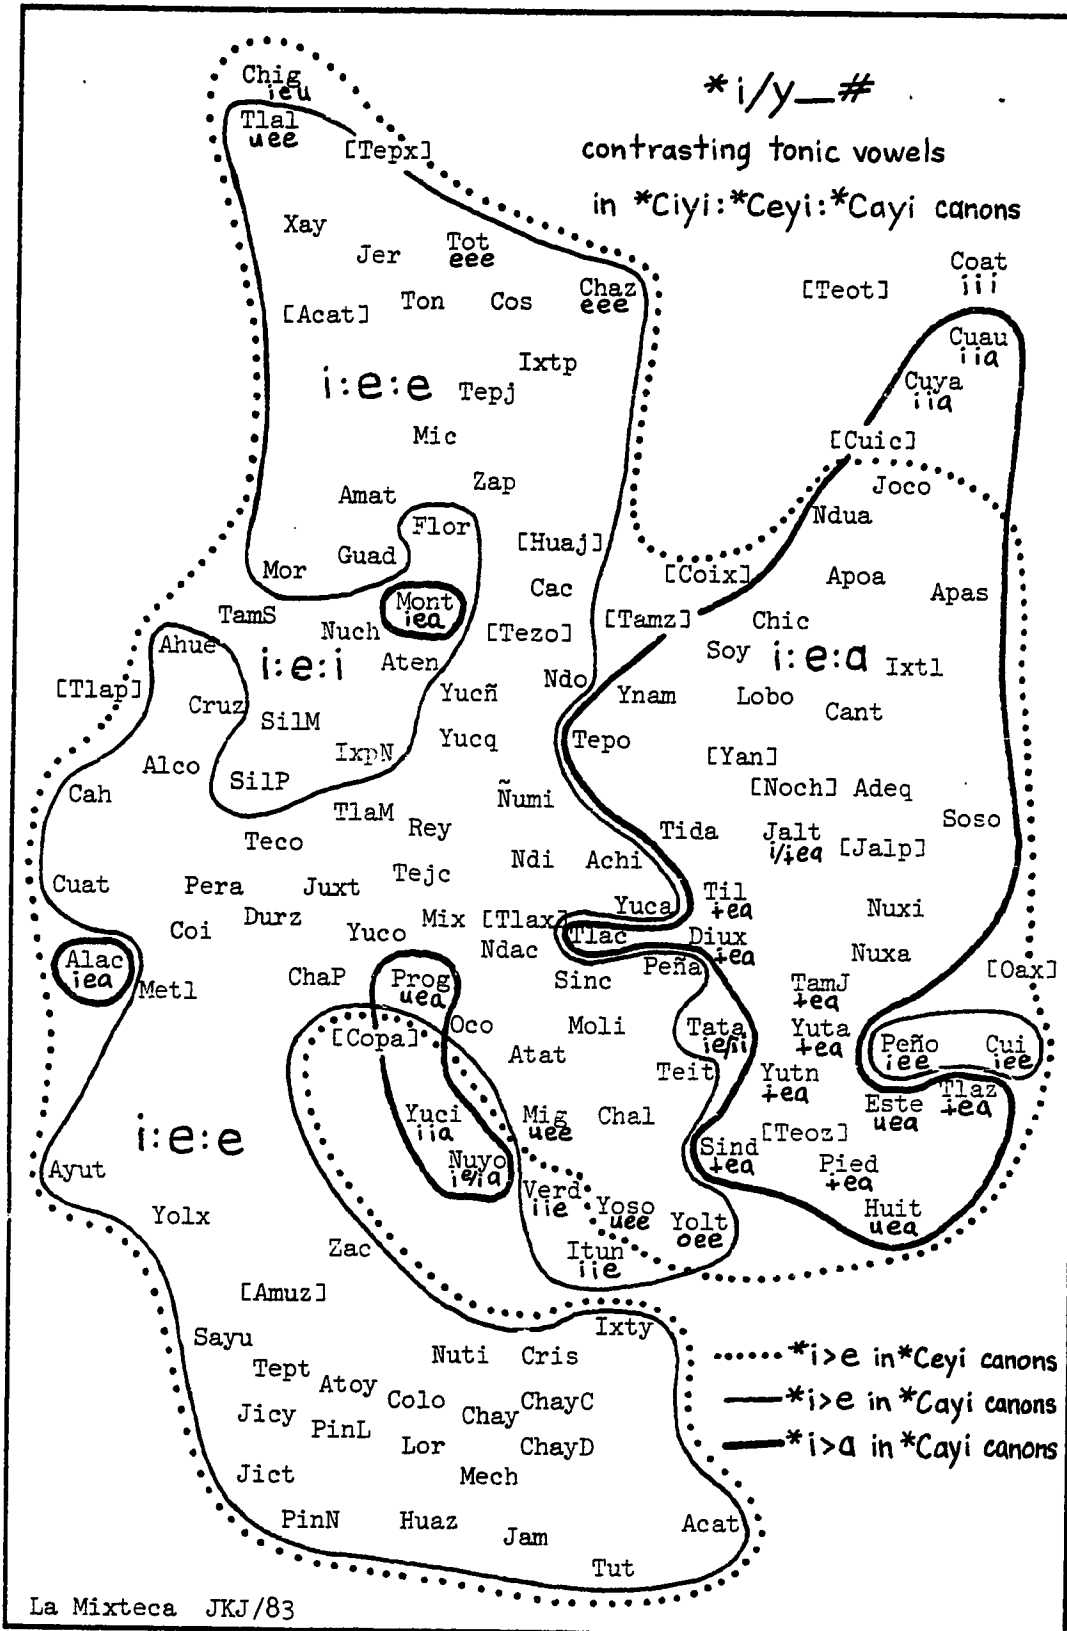 *i/y—#
contrasting tonic vowels
in *Ciyi:*Ceyi:*Cayi canons
Chig
ieu
Tlal
uee
[Tepx]
Xay
Jer
Tot
eee
Coat
iii
[Teot]
[Acat]
Ton
Cos
Chaz
eee
Cuau
iia
Ixtp
i:e:e
Tepj
Cuya
iia
Mic
[Cuic]
Zap
Joco
Amat
Flor
Ndua
Guad
[Huaj]
Mor
Cac
[Coix]
Apoa
Apas
Mont
iea
TamS
Nuch
[Tezo]
[Tamz]
Chic
Ahue
i:e:i
Aten
Soy
i:e:a
Ixtl
[Tlap]
Yucñ
Ndo
Ynam
Lobo
Cant
Cruz
SilM
Yucq
Tepo
IxpN
[Yan]
Alco
SilP
[Noch]
Adeq
Cah
Ñumi
TlaM
Rey
Soso
Teco
Tida
Jalt
i/ɨea
[Jalp]
Ndi
Achi
Cuat
Pera
Juxt
Tejc
Til
ɨea
Nuxi
Coi
Durz
Mix
[Tlax]
Yuca
Yuco
Ndac
Tlac
Diux
ɨea
Nuxa
Alac
iea
Metl
ChaP
Prog
uea
Sinc
Peña
[Oax]
TamJ
ɨea
[Copa]
Oco
Moli
Tata
ie/ii
Yuta
ɨea
Peño
iee
Cui
iee
Atat
Teit
Yutn
ɨea
Este
uea
Tlaz
ɨea
i:e:e
Yuci
iia
Mig
uee
Chal
[Teoz]
Sind
ɨea
Ayut
Nuyo
ie/ia
Pied
ɨea
Verd
iie
Yoso
uee
Yolt
oee
Huit
uea
Yolx
Zac
Itun
iie
[Amuz]
Sayu
Ixty
Tept
Nuti
Cris
Atoy
Colo
ChayC
Jicy
PinL
Chay
Lor
ChayD
Jict
Mech
PinN
Huaz
Jam
Acat
Tut
*i>e in *Ceyi canons
*i>e in *Cayi canons
*i>a in *Cayi canons
La Mixteca JKJ/83